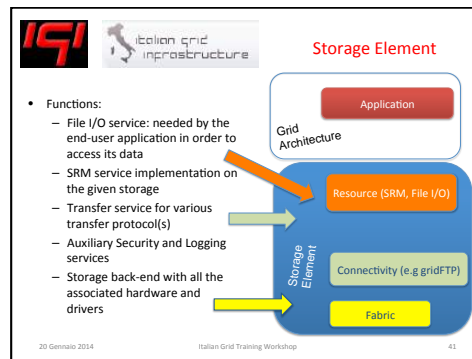 IGI
italian grid
infrastructure
Storage Element
• Functions:
– File I/O service: needed by the
end-user application in order to
access its data
– SRM service implementation on
the given storage
– Transfer service for various
transfer protocol(s)
– Auxiliary Security and Logging
services
– Storage back-end with all the
associated hardware and
drivers
Application
Grid
Architecture
Resource (SRM, File I/O)
Storage
Element
Connectivity (e.g gridFTP)
Fabric
20 Gennaio 2014
Italian Grid Training Workshop
41